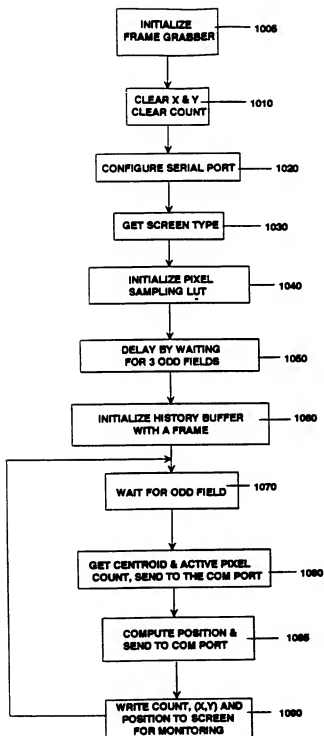 INITIALIZE
FRAME GRABBER
1005
CLEAR X & Y
CLEAR COUNT
1010
CONFIGURE SERIAL PORT
1020
GET SCREEN TYPE
1030
INITIALIZE PIXEL
SAMPLING LUT
1040
DELAY BY WAITING
FOR 3 ODD FIELDS
1050
INITIALIZE HISTORY BUFFER
WITH A FRAME
1060
WAIT FOR ODD FIELD
1070
GET CENTROID & ACTIVE PIXEL
COUNT, SEND TO THE COM PORT
1080
COMPUTE POSITION &
SEND TO COM PORT
1085
WRITE COUNT, (X,Y) AND
POSITION TO SCREEN
FOR MONITORING
1090